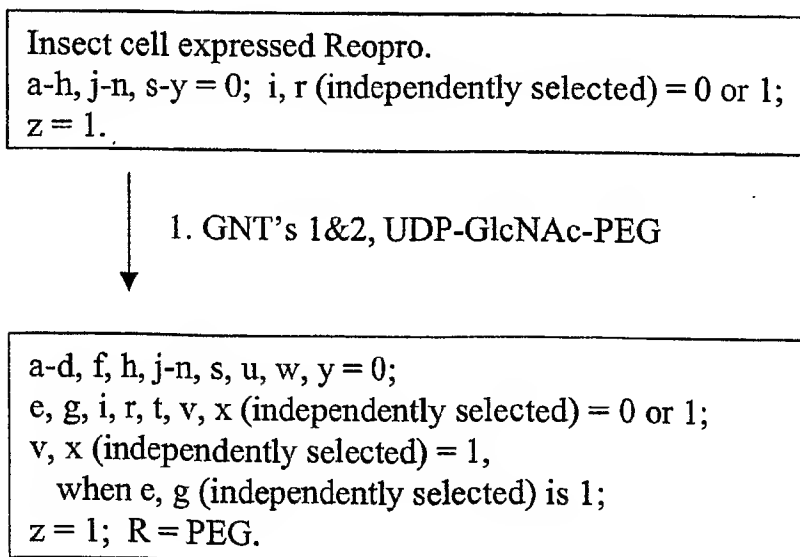 Insect cell expressed Reopro.
a-h, j-n, s-y = 0; i, r (independently selected) = 0 or 1;
z = 1.
1. GNT's 1&2, UDP-GlcNAc-PEG
a-d, f, h, j-n, s, u, w, y = 0;
e, g, i, r, t, v, x (independently selected) = 0 or 1;
v, x (independently selected) = 1,
when e, g (independently selected) is 1;
z = 1; R = PEG.